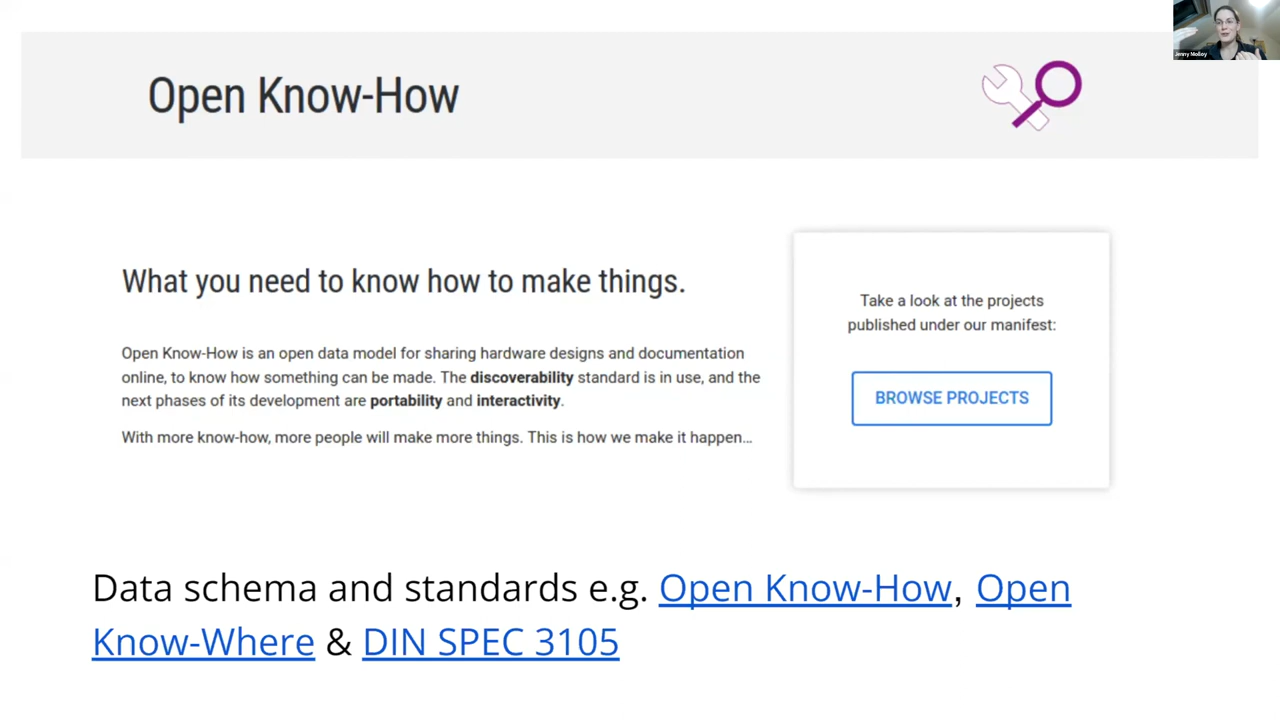 Open Know-How
Jenny Molloy
What you need to know how to make things.
Open Know-How is an open data model for sharing hardware designs and documentation
online, to know how something can be made. The discoverability standard is in use, and the
next phases of its development are portability and interactivity.
With more know-how, more people will make more things. This is how we make it happen...
Take a look at the projects
published under our manifest:
BROWSE PROJECTS
Data schema and standards e.g. Open Know-How, Open
Know-Where & DIN SPEC 3105